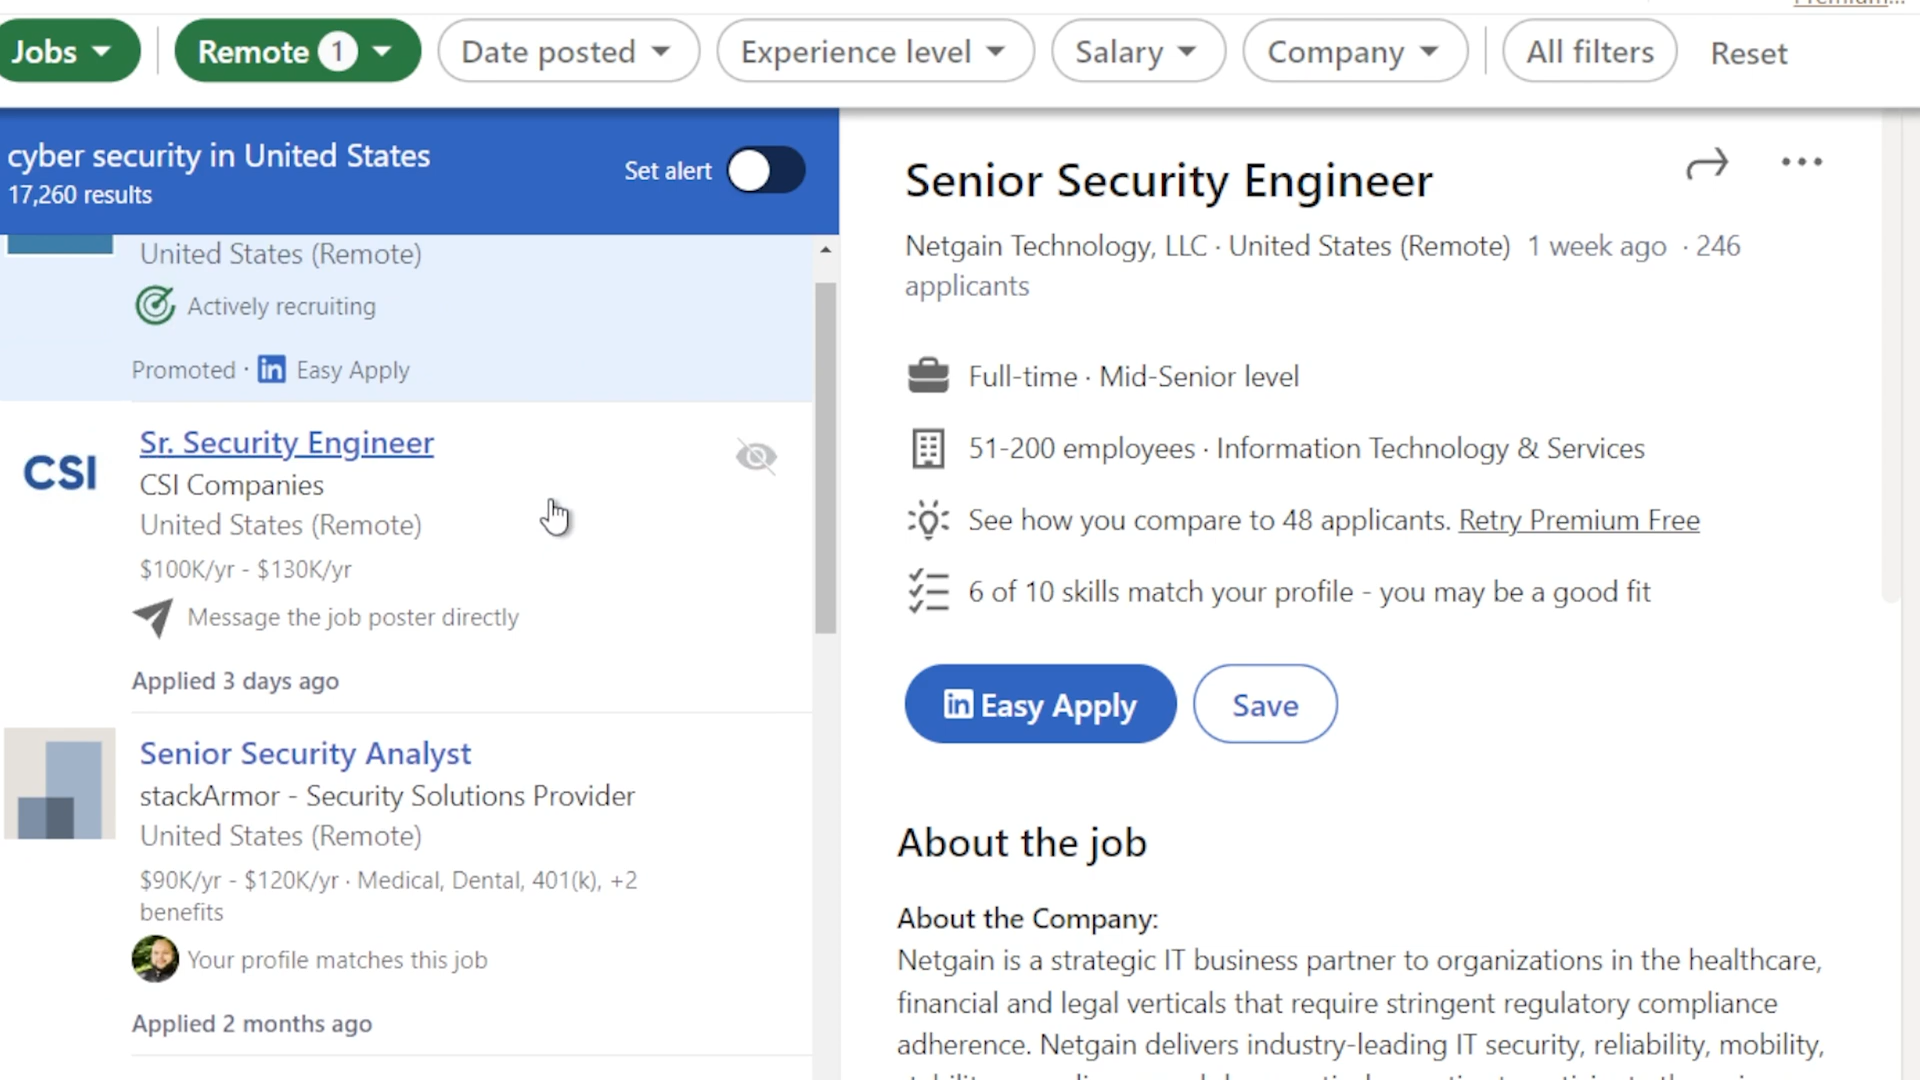 Premium...
Jobs
Remote 1
Date posted
Experience level
Salary
Company
All filters
Reset
cyber security in United States
17,260 results
Set alert
United States (Remote)
Actively recruiting
Promoted · in Easy Apply
CSI
Sr. Security Engineer
CSI Companies
United States (Remote)
$100K/yr - $130K/yr
Message the job poster directly
Applied 3 days ago
Senior Security Analyst
stackArmor - Security Solutions Provider
United States (Remote)
$90K/yr - $120K/yr · Medical, Dental, 401(k), +2
benefits
Your profile matches this job
Applied 2 months ago
Senior Security Engineer
Netgain Technology, LLC · United States (Remote) 1 week ago · 246
applicants
Full-time · Mid-Senior level
51-200 employees · Information Technology & Services
See how you compare to 48 applicants. Retry Premium Free
6 of 10 skills match your profile - you may be a good fit
in Easy Apply
Save
About the job
About the Company:
Netgain is a strategic IT business partner to organizations in the healthcare,
financial and legal verticals that require stringent regulatory compliance
adherence. Netgain delivers industry-leading IT security, reliability, mobility,